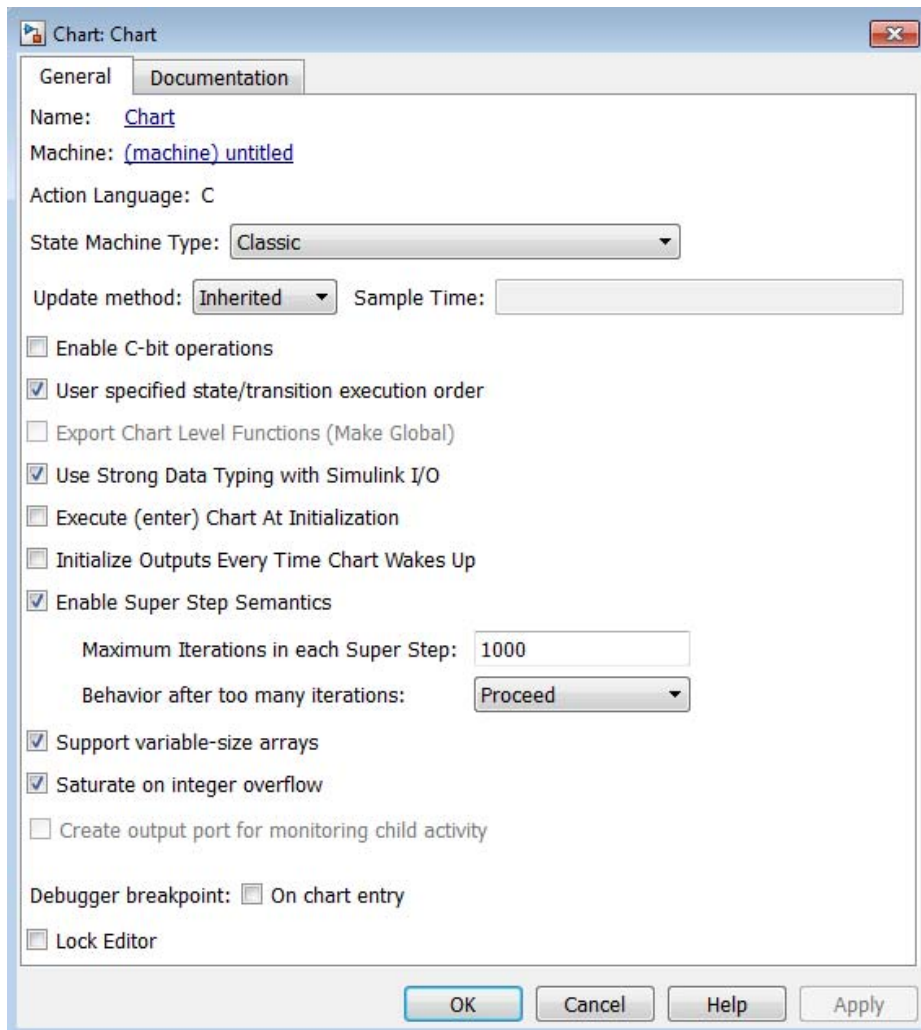 Chart: Chart
General Documentation
Name: Chart
Machine: (machine) untitled
Action Language: C
State Machine Type: Classic
Update method: Inherited Sample Time:
Enable C-bit operations
User specified state/transition execution order
Export Chart Level Functions (Make Global)
Use Strong Data Typing with Simulink I/O
Execute (enter) Chart At Initialization
Initialize Outputs Every Time Chart Wakes Up
Enable Super Step Semantics
Maximum Iterations in each Super Step: 1000
Behavior after too many iterations: Proceed
Support variable-size arrays
Saturate on integer overflow
Create output port for monitoring child activity
Debugger breakpoint: On chart entry
Lock Editor
OK Cancel Help Apply